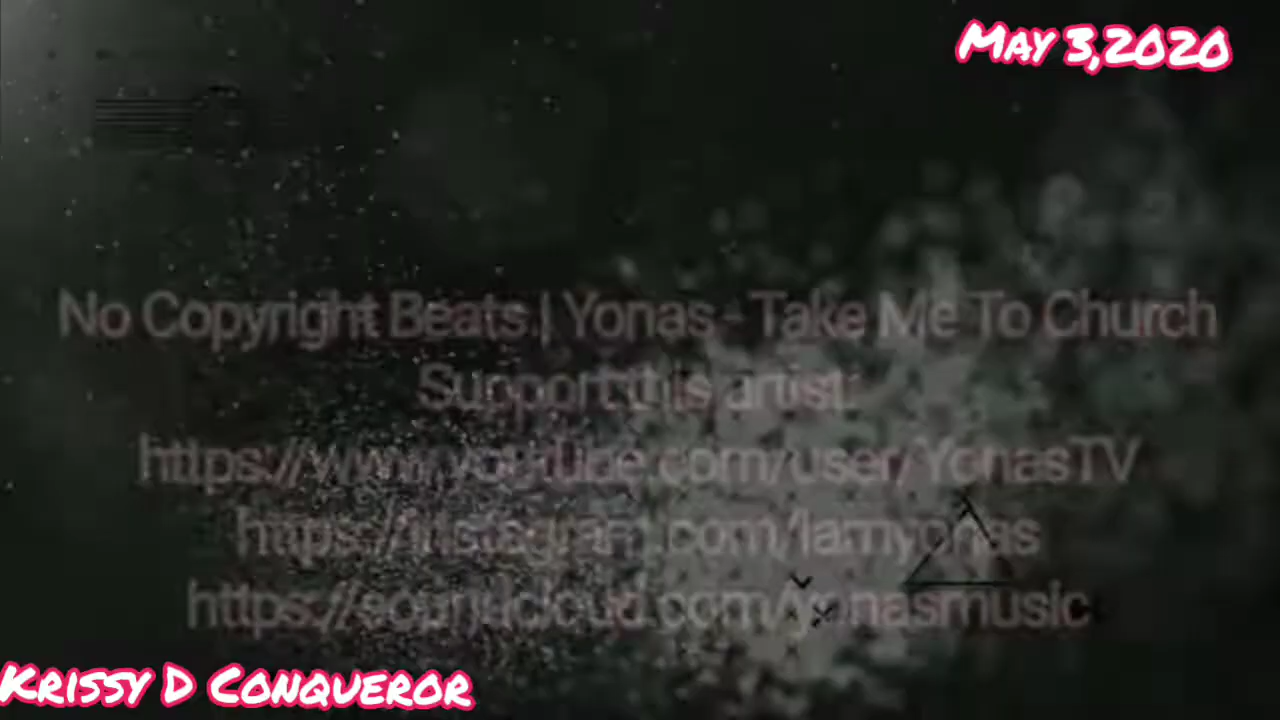 May 3,2020
No Copyright Beats | Yonas - Take Me To Church
Support this artist:
https://www.youtube.com/user/YonasTV
https://instagram.com/Iamyonas
https://soundcloud.com/yonasmusic
Krissy D Conqueror